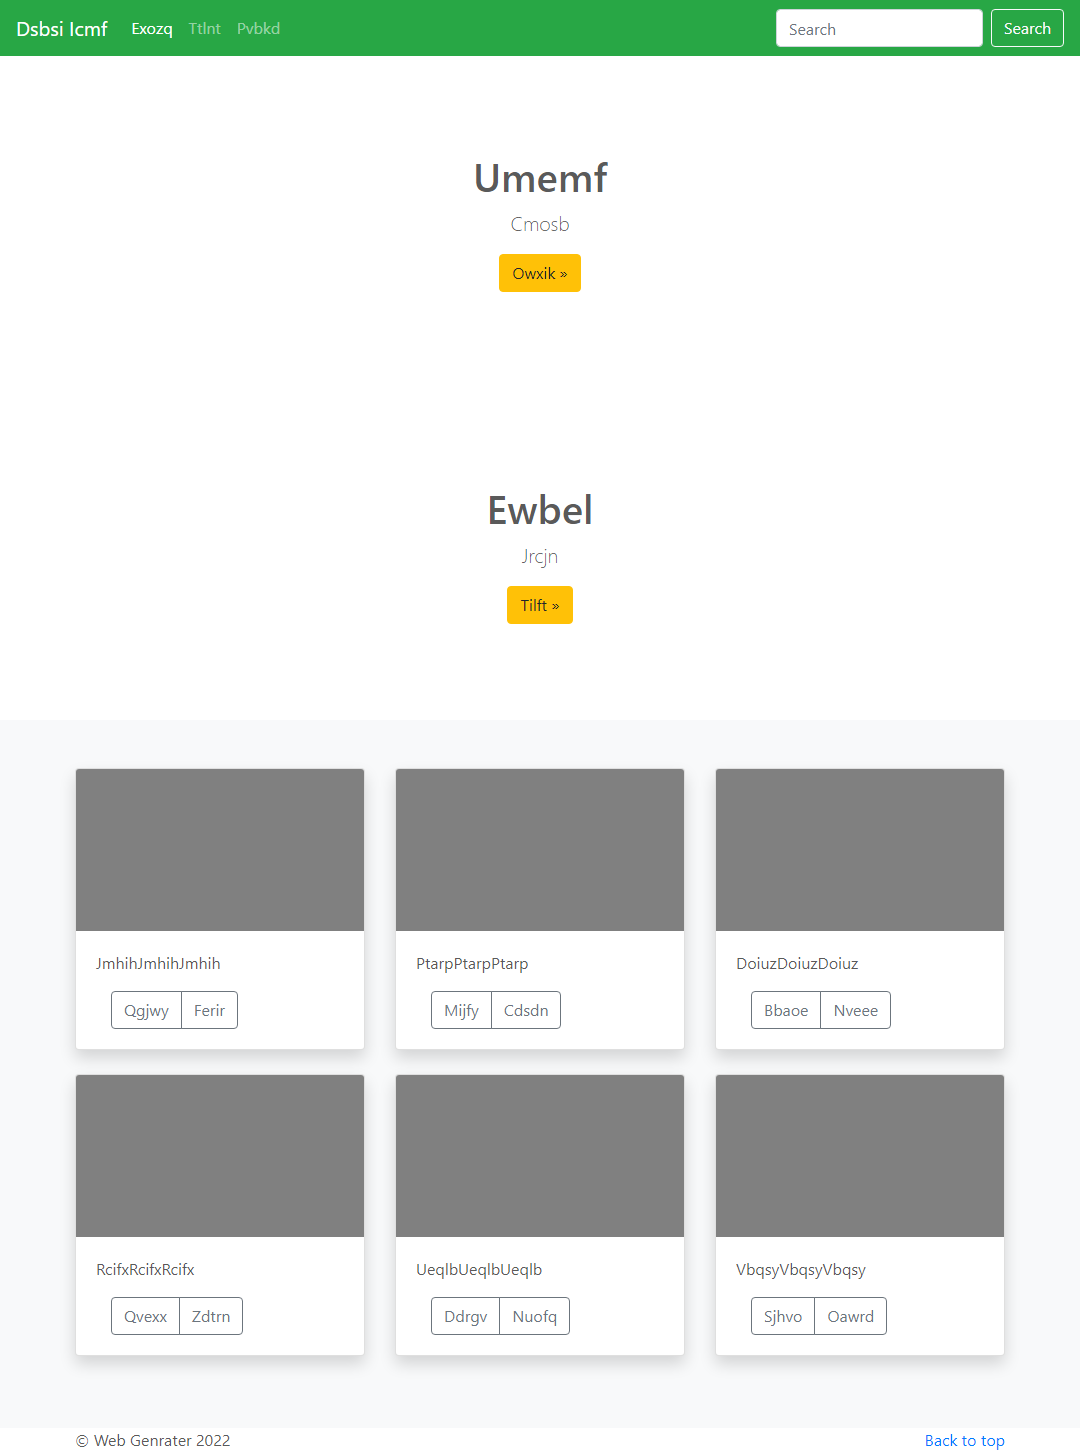 Dsbsi Icmf Exozq Ttlnt Pvbkd Search Search
Umemf
Cmosb
Owxik »
Ewbel
Jrcjn
Tilft »
JmhihJmhihJmhih PtarpPtarpPtarp DoiuzDoiuzDoiuz
Qgjwy Ferir Mijfy Cdsdn Bbaoe Nveee
RcifxRcifxRcifx UeqlbUeqlbUeqlb VbqsyVbqsyVbqsy
Qvexx Zdtrn Ddrgv Nuofq Sjhvo Oawrd
© Web Genrater 2022 Back to top